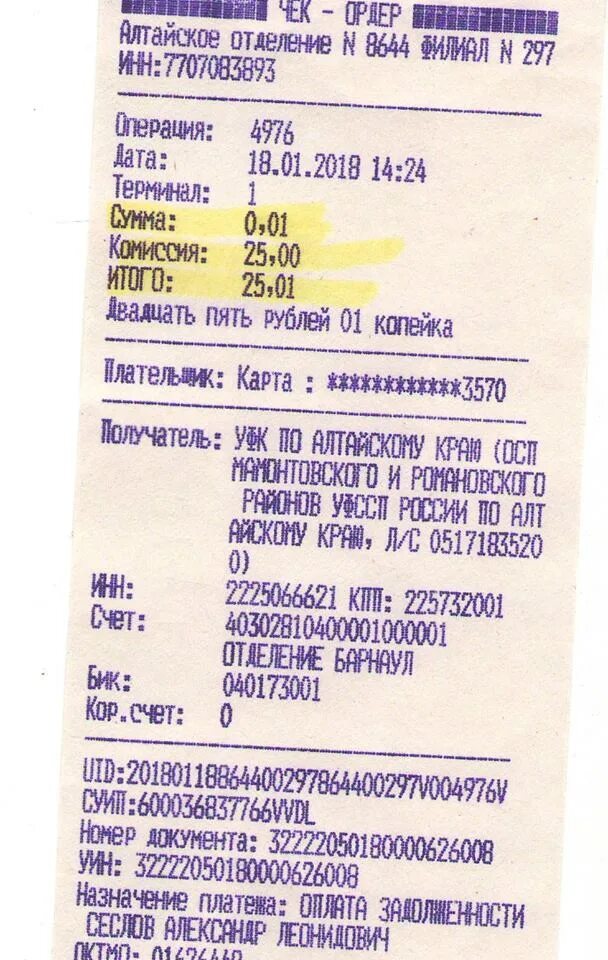 ЧЕК - ОРДЕР
Алтайское отделение N 8644 ФИЛИАЛ N 297
ИНН:7707083893
Операция: 4976
Дата: 18.01.2018 14:24
Терминал: 1
Сумма: 0,01
Комиссия: 25,00
ИТОГО: 25,01
Двадцать пять рублей 01 копейка
Плательщик: Карта : ************3570
Получатель: УФК ПО АЛТАЙСКОМУ КРАЮ (ОСП
МАМОНТОВСКОГО И РОМАНОВСКОГО
РАЙОНОВ УФССП РОССИИ ПО АЛТ
АЙСКОМУ КРАЮ, Л/С 0517183520
0)
ИНН: 2225066621 КПП: 225732001
Счет: 40302810400001000001
ОТДЕЛЕНИЕ БАРНАУЛ
Бик: 040173001
Кор.счет: 0
UID:20180118864400297864400297V004976V
СУИП:600036837766VVDL
Номер документа: 32222050180000626008
УИН: 32222050180000626008
Назначение платежа: ОПЛАТА ЗАДОЛЖЕННОСТИ
СЕСЛОВ АЛЕКСАНДР ЛЕОНИДОВИЧ
ОКТМО: